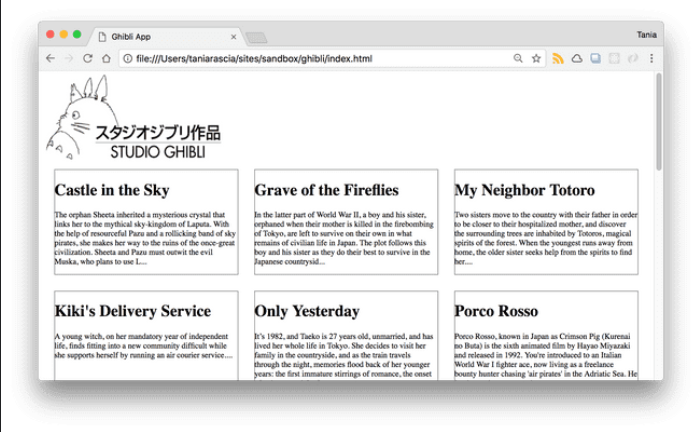 Ghibli App
Tania
file:///Users/taniarascia/sites/sandbox/ghibli/index.html
スタジオジブリ作品
STUDIO GHIBLI
Castle in the Sky
The orphan Sheeta inherited a mysterious crystal that
links her to the mythical sky-kingdom of Laputa. With
the help of resourceful Pazu and a rollicking band of sky
pirates, she makes her way to the ruins of the once-great
civilization. Sheeta and Pazu must outwit the evil
Muska, who plans to use L...
Grave of the Fireflies
In the latter part of World War II, a boy and his sister,
orphaned when their mother is killed in the firebombing
of Tokyo, are left to survive on their own in what
remains of civilian life in Japan. The plot follows this
boy and his sister as they do their best to survive in the
Japanese countrysid...
My Neighbor Totoro
Two sisters move to the country with their father in order
to be closer to their hospitalized mother, and discover
the surrounding trees are inhabited by Totoros, magical
spirits of the forest. When the youngest runs away from
home, the older sister seeks help from the spirits to find
her....
Kiki's Delivery Service
A young witch, on her mandatory year of independent
life, finds fitting into a new community difficult while
she supports herself by running an air courier service....
Only Yesterday
It's 1982, and Taeko is 27 years old, unmarried, and has
lived her whole life in Tokyo. She decides to visit her
family in the countryside, and as the train travels
through the night, memories flood back of her younger
years: the first immature stirrings of romance, the onset
Porco Rosso
Porco Rosso, known in Japan as Crimson Pig (Kurenai
no Buta) is the sixth animated film by Hayao Miyazaki
and released in 1992. You're introduced to an Italian
World War I fighter ace, now living as a freelance
bounty hunter chasing 'air pirates' in the Adriatic Sea. He